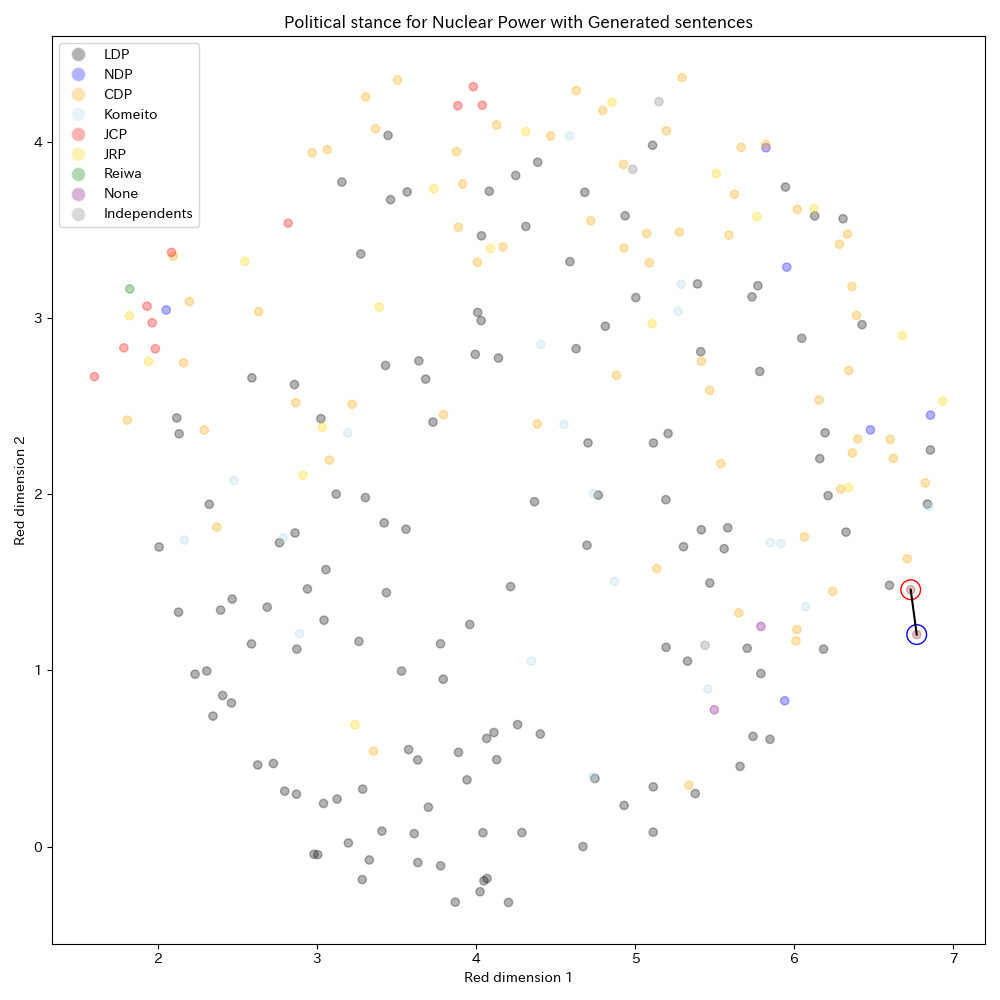 Political stance for Nuclear Power with Generated sentences
LDP
NDP
CDP
Komeito
JCP
JRP
Reiwa
None
Independents
Red dimension 2
4
3
2
1
0
2 3 4 5 6 7
Red dimension 1